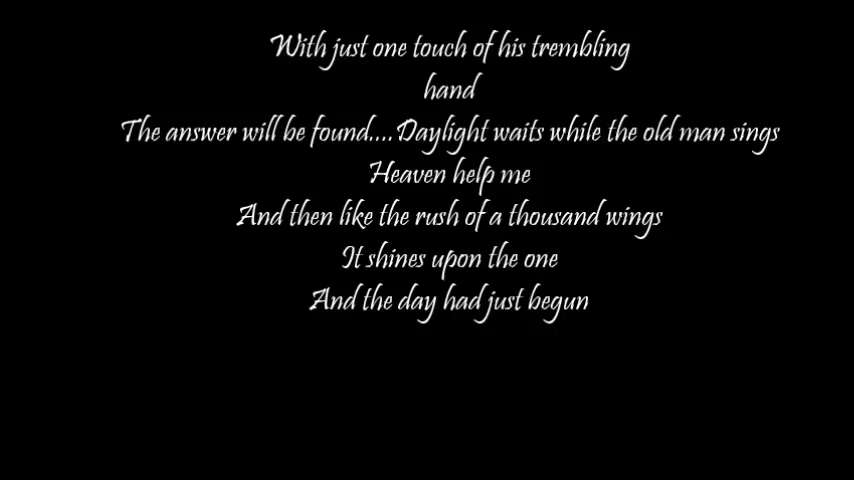 With just one touch of his trembling
hand
The answer will be found....Daylight waits while the old man sings
Heaven help me
And then like the rush of a thousand wings
It shines upon the one
And the day had just begun